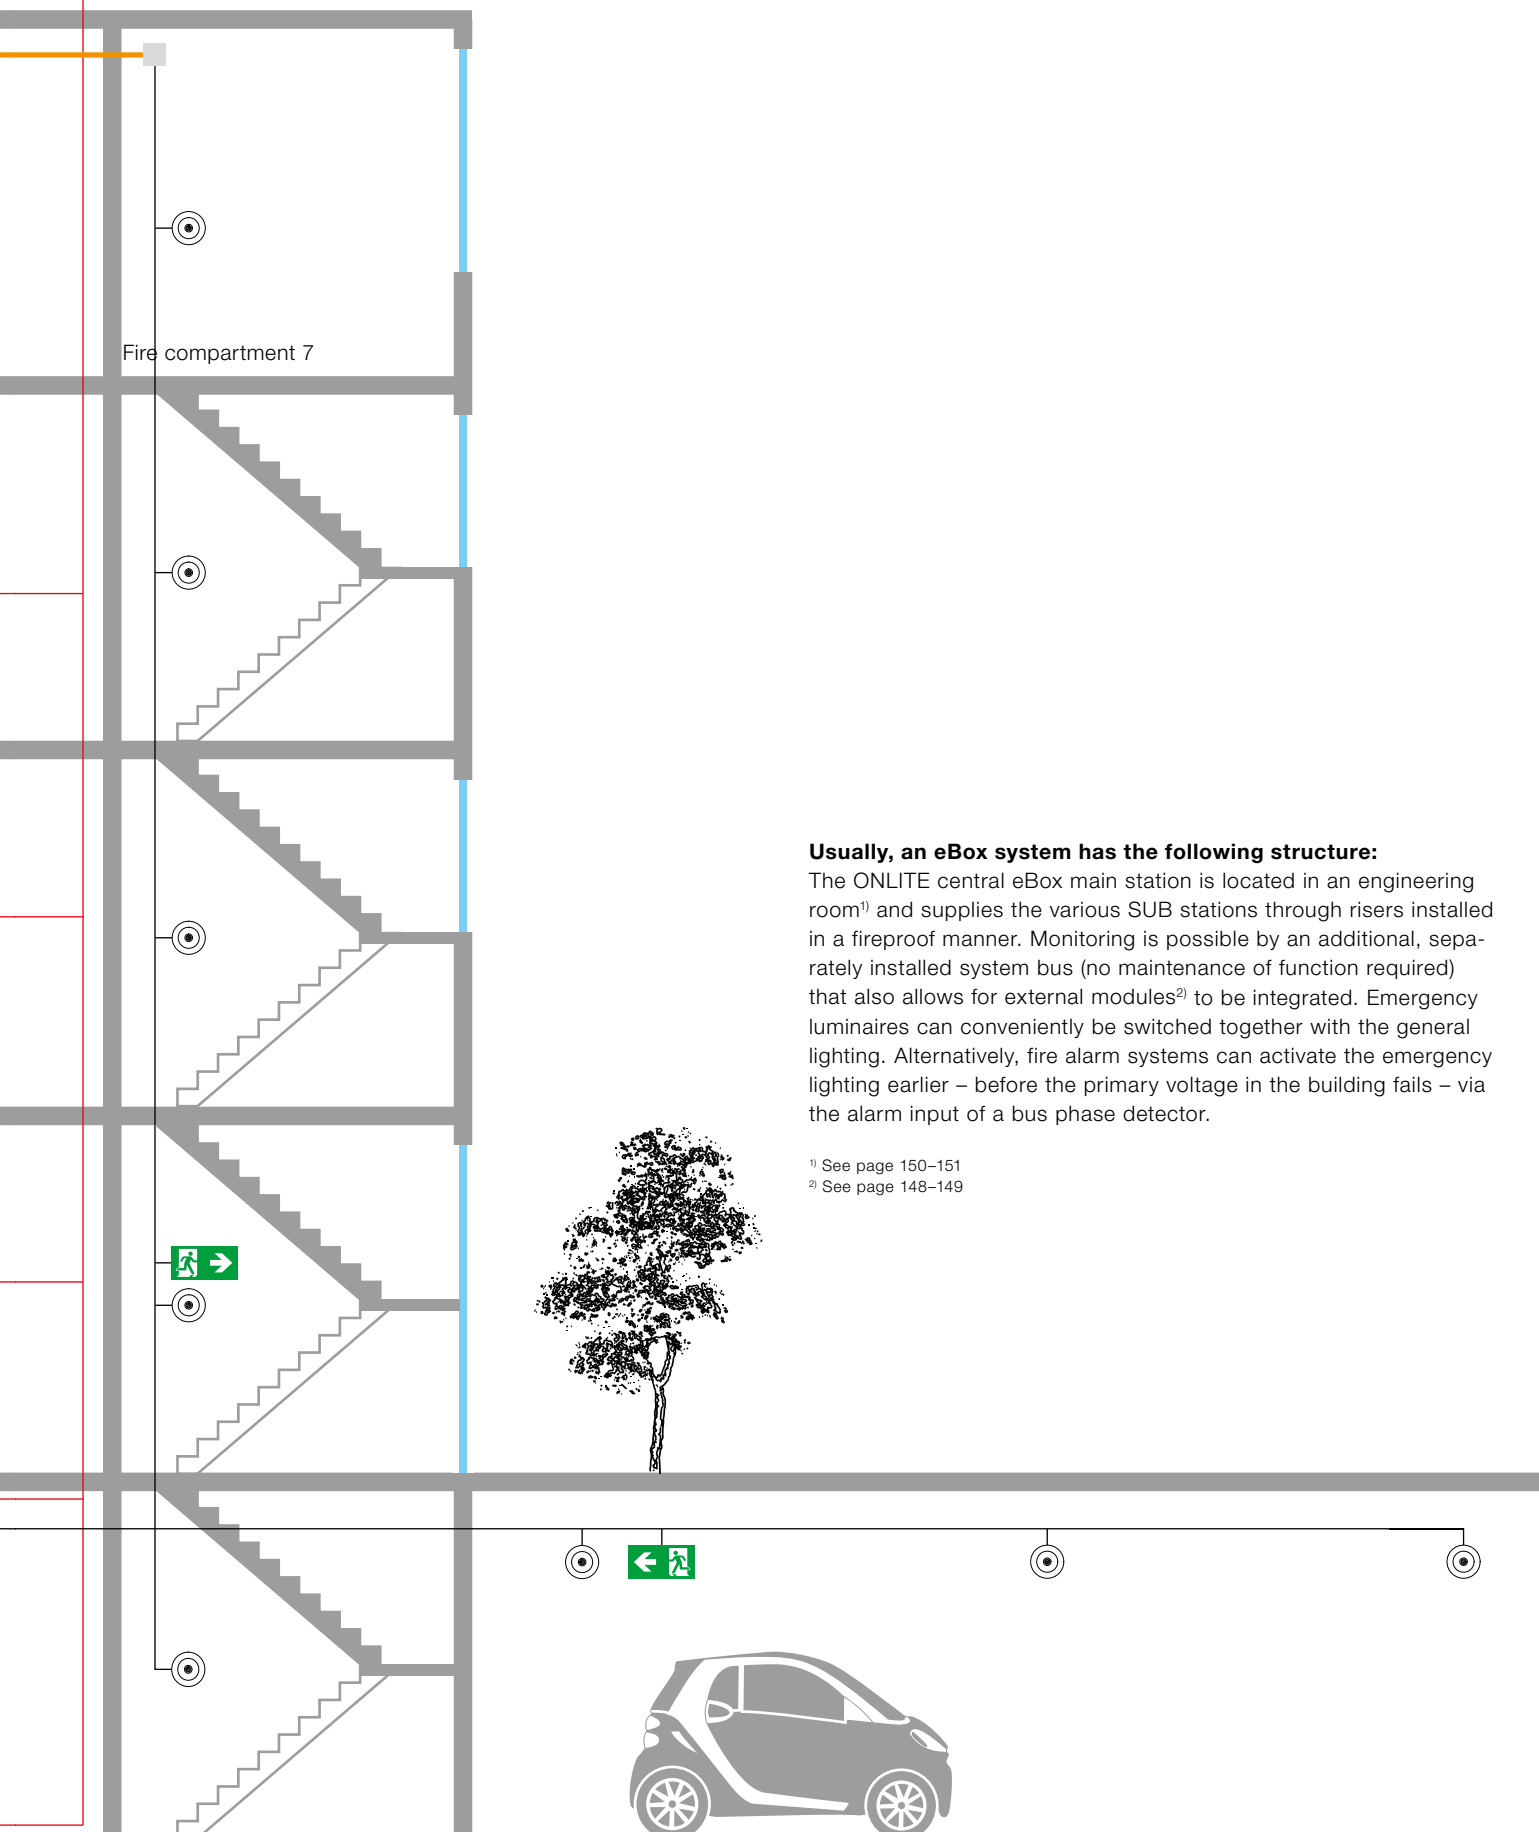 Fire compartment 7
Usually, an eBox system has the following structure:
The ONLITE central eBox main station is located in an engineering
room1) and supplies the various SUB stations through risers installed
in a fireproof manner. Monitoring is possible by an additional, sepa-
rately installed system bus (no maintenance of function required)
that also allows for external modules2) to be integrated. Emergency
luminaires can conveniently be switched together with the general
lighting. Alternatively, fire alarm systems can activate the emergency
lighting earlier – before the primary voltage in the building fails – via
the alarm input of a bus phase detector.
1) See page 150–151
2) See page 148–149